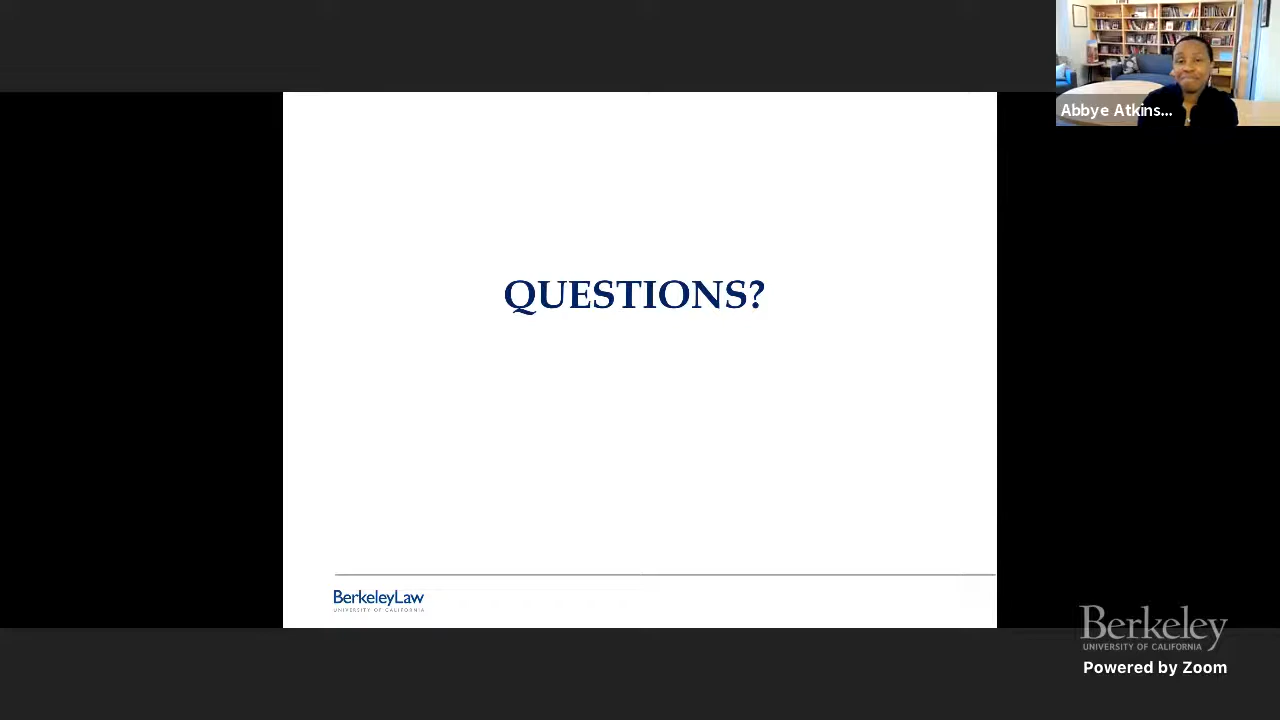 Abbye Atkins...
QUESTIONS?
BerkeleyLaw
UNIVERSITY OF CALIFORNIA
Berkeley
UNIVERSITY OF CALIFORNIA
Powered by Zoom